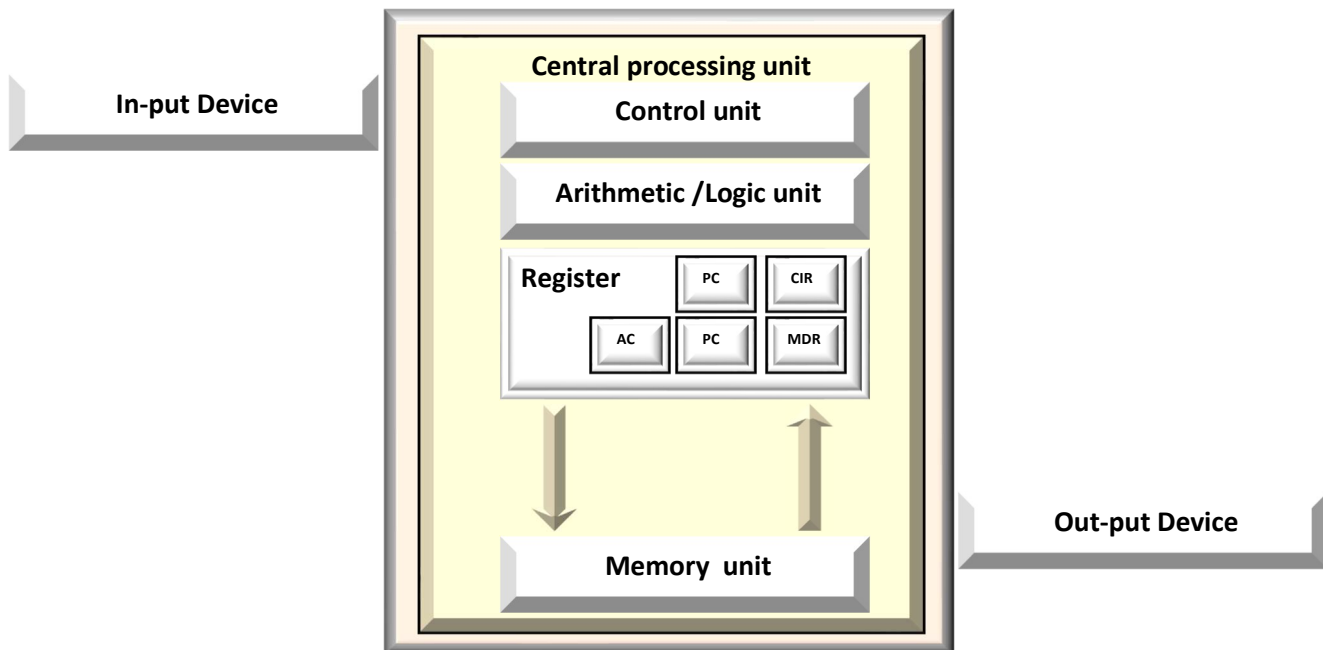 Central processing unit
In-put Device
Control unit
Arithmetic /Logic unit
Register PC CIR
AC PC MDR
Out-put Device
Memory unit